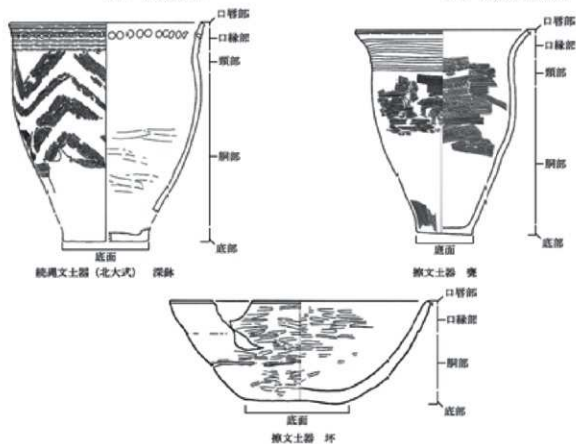 口唇部
口縁部
頸部
胴部
底部
底面
続縄文土器（北大式） 深鉢
口唇部
口縁部
頸部
胴部
底部
底面
擦文土器 甕
口唇部
口縁部
胴部
底部
底面
擦文土器 坏